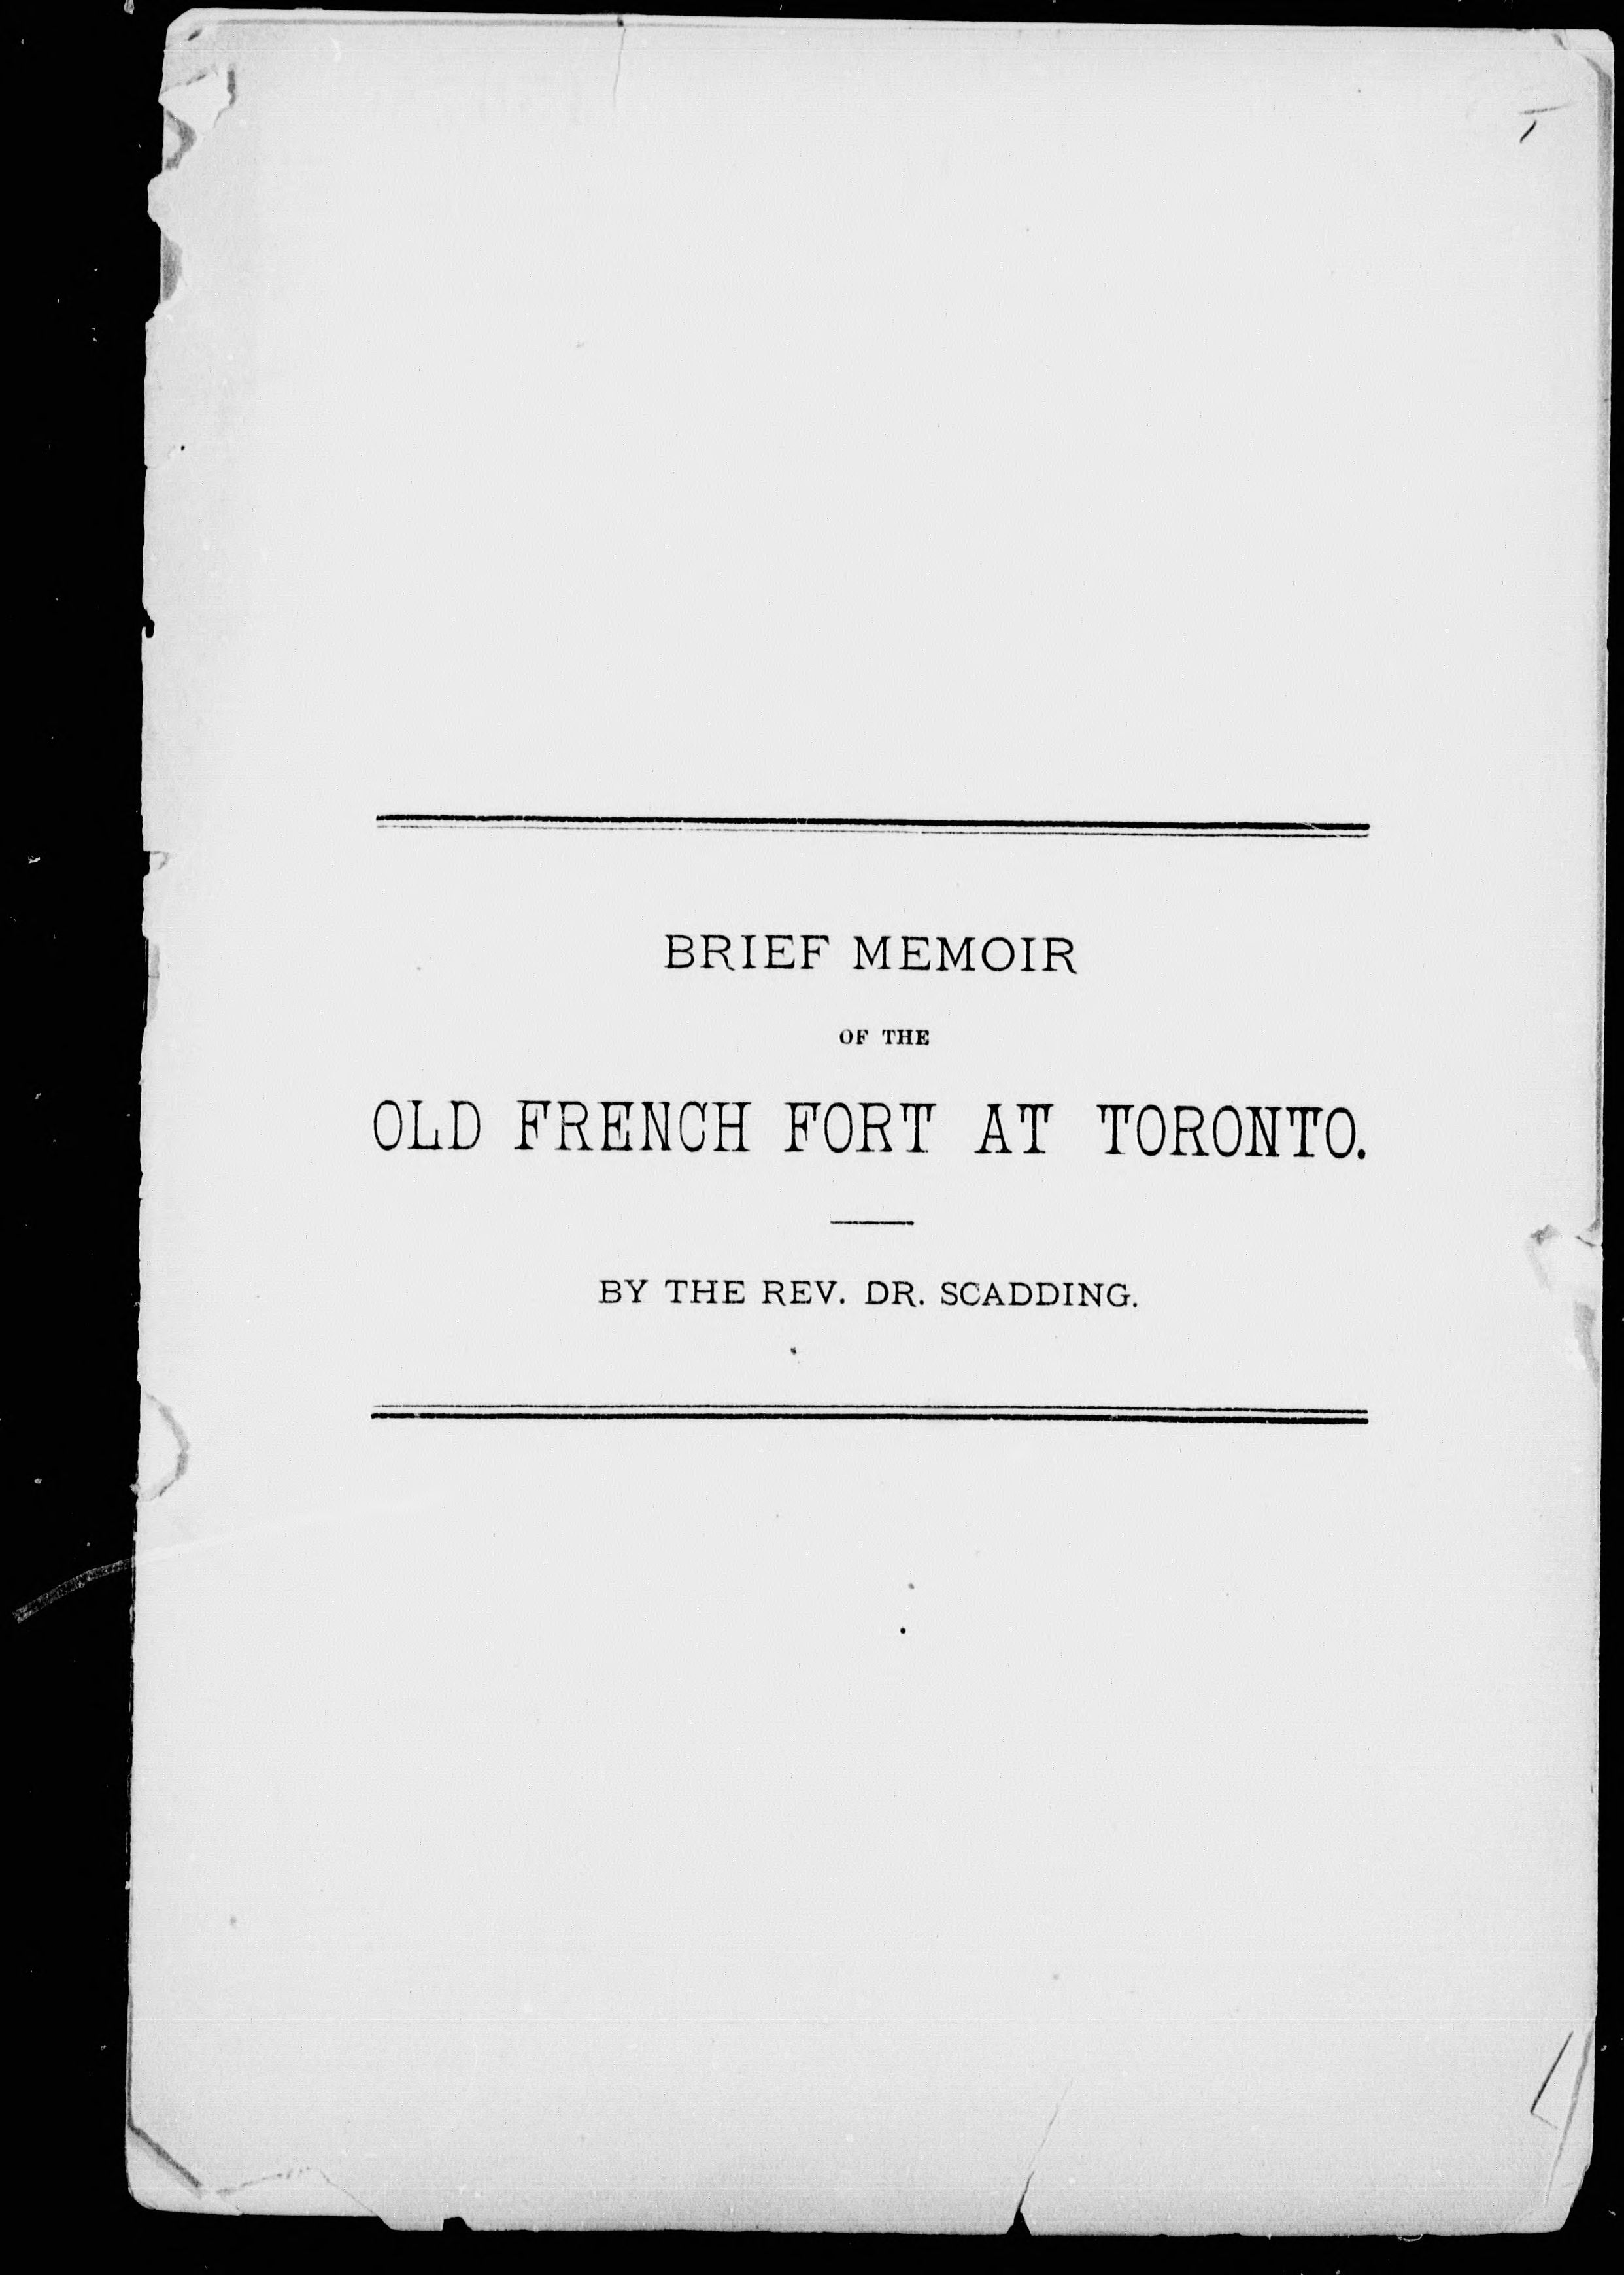 BRIEF MEMOIR
OF THE
OLD FRENCH FORT AT TORONTO.
BY THE REV. DR. SCADDING.